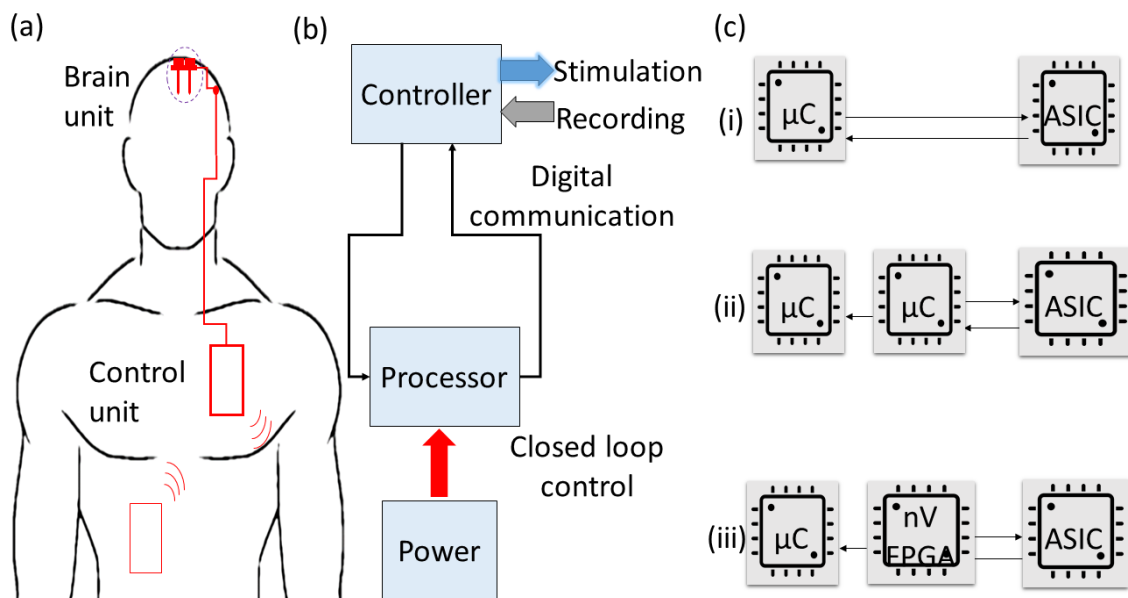 (a)
Brain
unit
Control
unit
(b)
Controller
Stimulation
Recording
Digital
communication
Processor
Closed loop
control
Power
(c)
(i)
µC
ASIC
(ii)
µC
µC
ASIC
(iii)
µC
nV
FPGA
ASIC